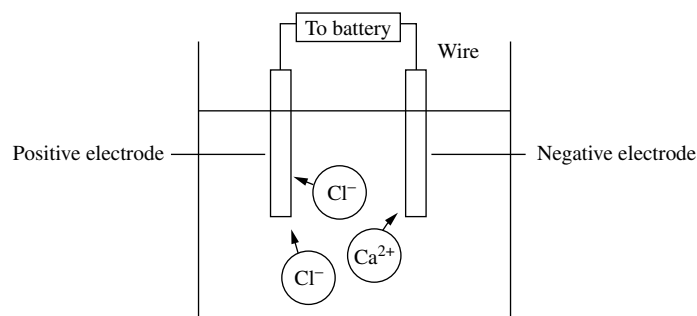 To battery
Wire
Positive electrode
Negative electrode
Cl⁻
Cl⁻
Ca²⁺